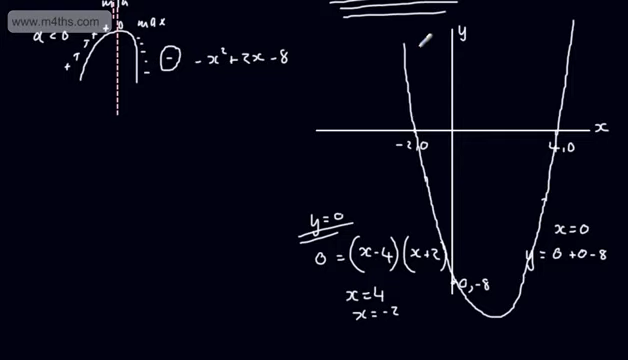 www.m4ths.com
max
a < 0
+ + + 0 - - -
- -x² + 2x - 8
y
x
-2,0
4,0
y=0
x=0
0 = (x-4)(x+2)
y = 0+0-8
0,-8
x=4
x=-2